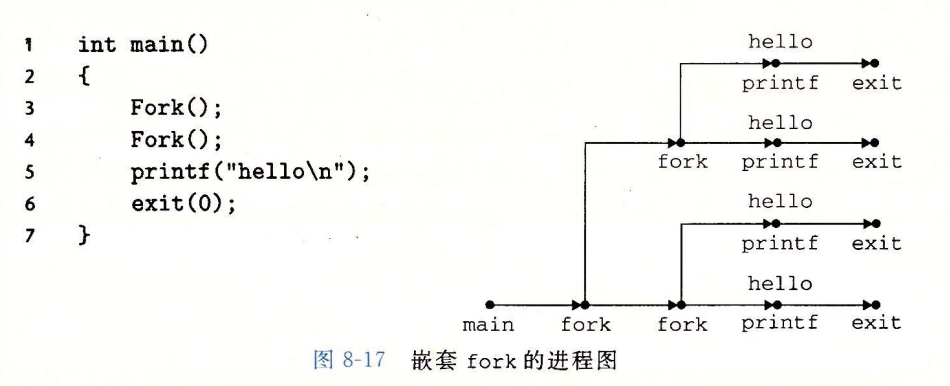 1 int main()
2 {
3 Fork();
4 Fork();
5 printf("hello\n");
6 exit(0);
7 }
hello
printf exit
hello
fork printf exit
hello
printf exit
hello
main fork fork printf exit
图 8-17 嵌套 fork 的进程图